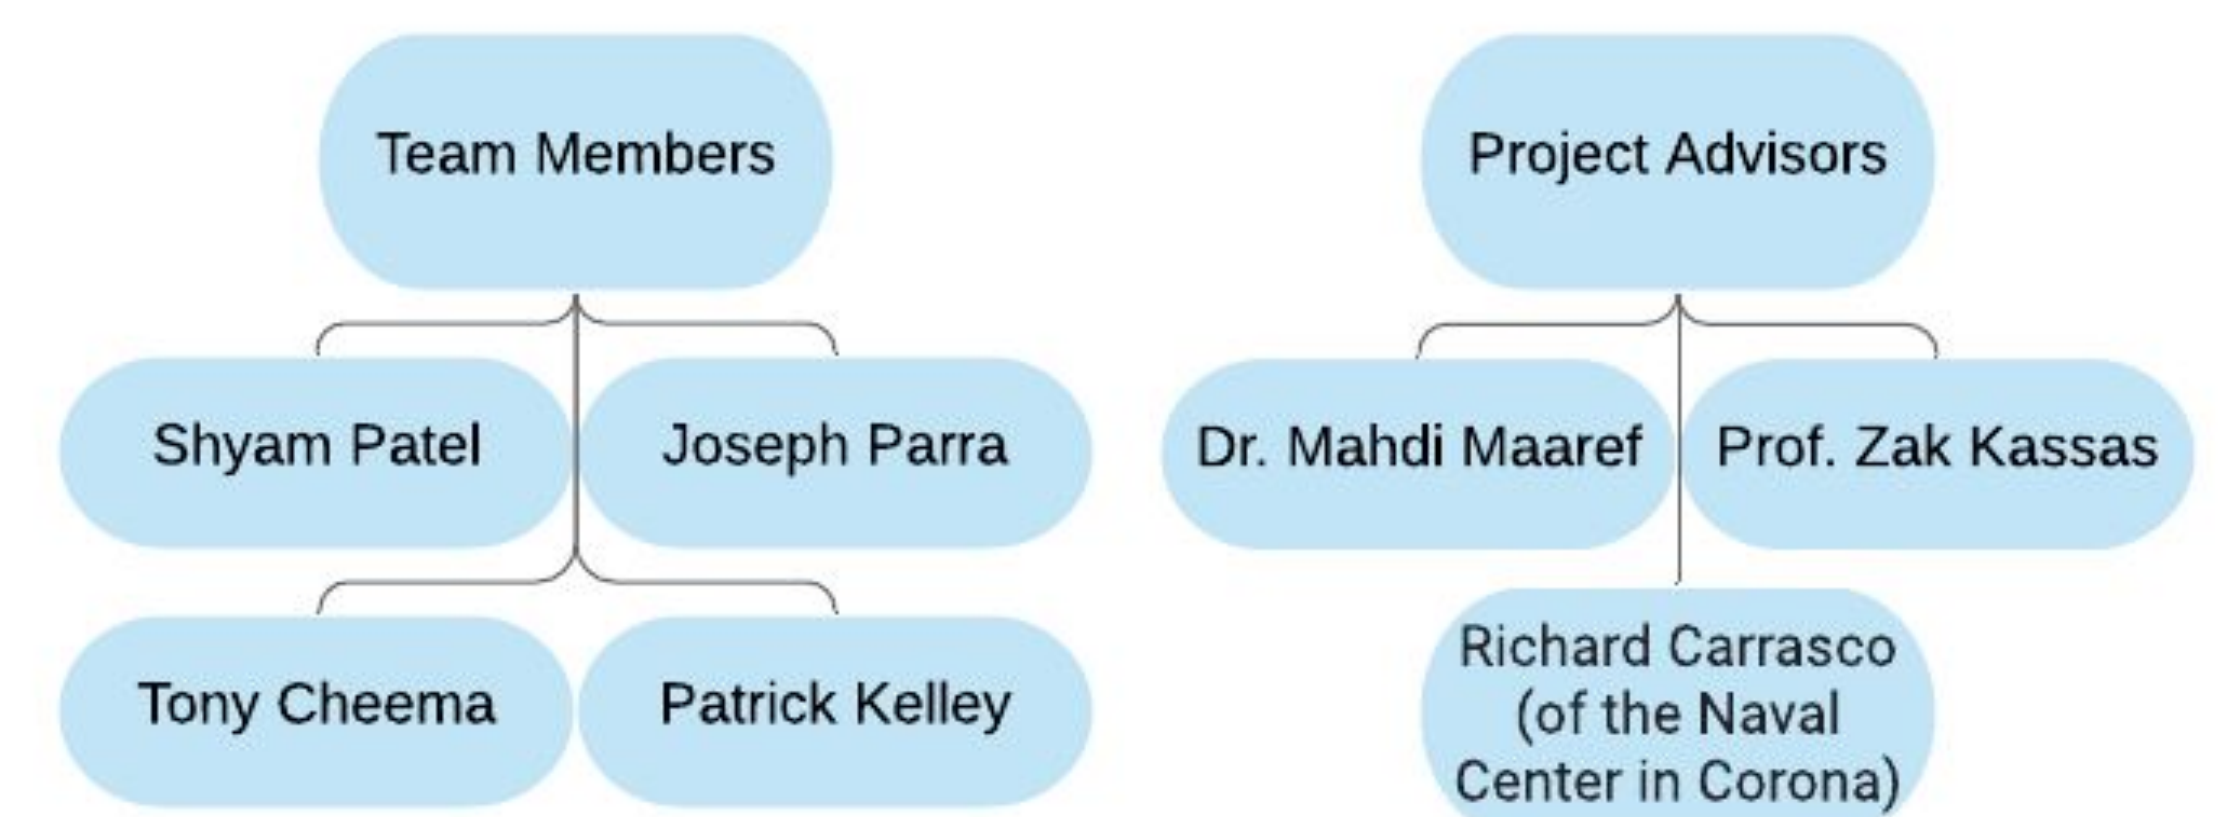 Team Members
Project Advisors
Shyam Patel
Joseph Parra
Dr. Mahdi Maaref
Prof. Zak Kassas
Tony Cheema
Patrick Kelley
Richard Carrasco
(of the Naval
Center in Corona)